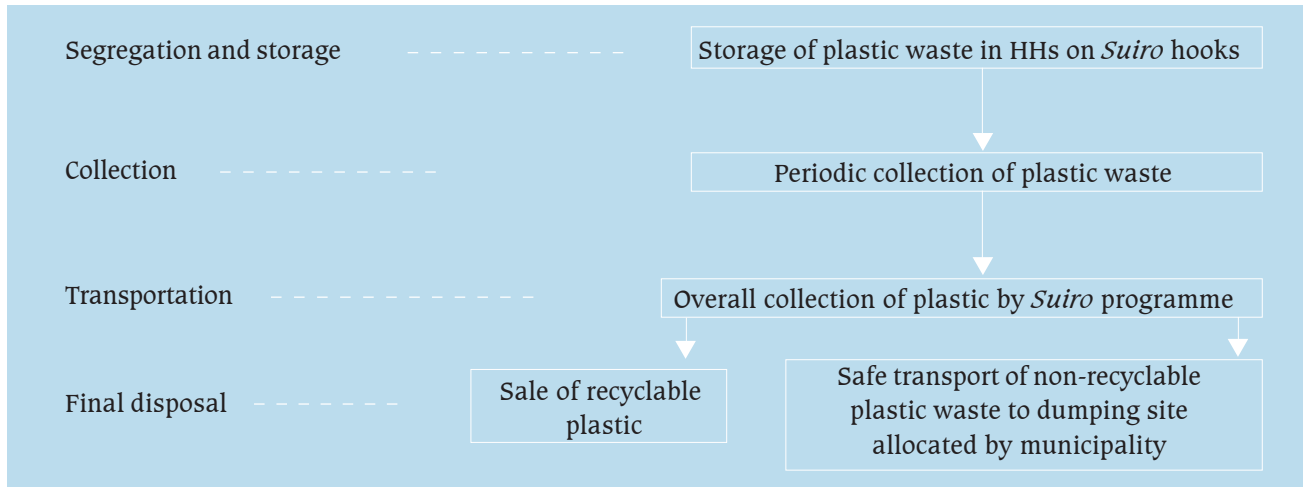 Segregation and storage
Storage of plastic waste in HHs on Suiro hooks
Collection
Periodic collection of plastic waste
Transportation
Overall collection of plastic by Suiro programme
Final disposal
Sale of recyclable
plastic
Safe transport of non-recyclable
plastic waste to dumping site
allocated by municipality